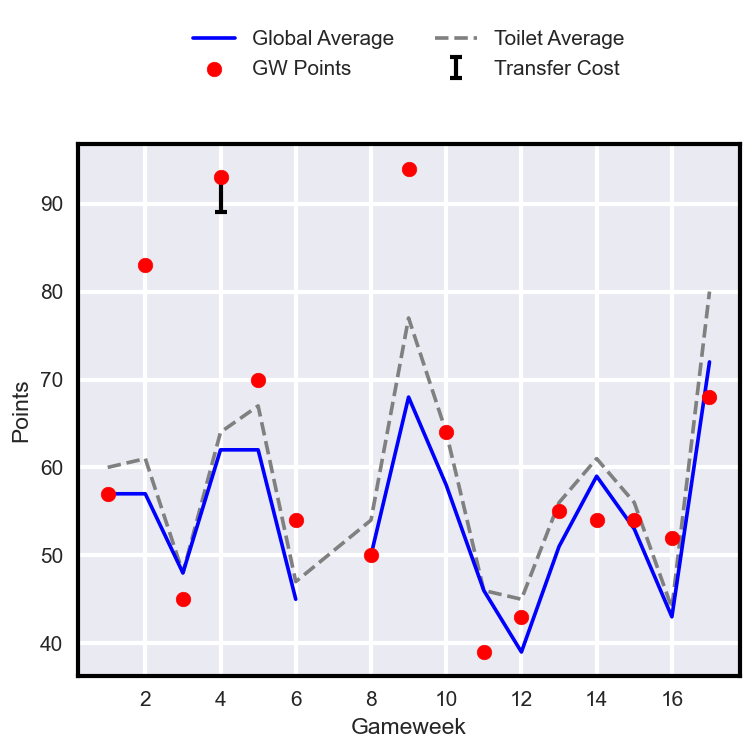 Global Average
Toilet Average
GW Points
Transfer Cost
90
80
70
60
50
40
Points
2 4 6 8 10 12 14 16
Gameweek